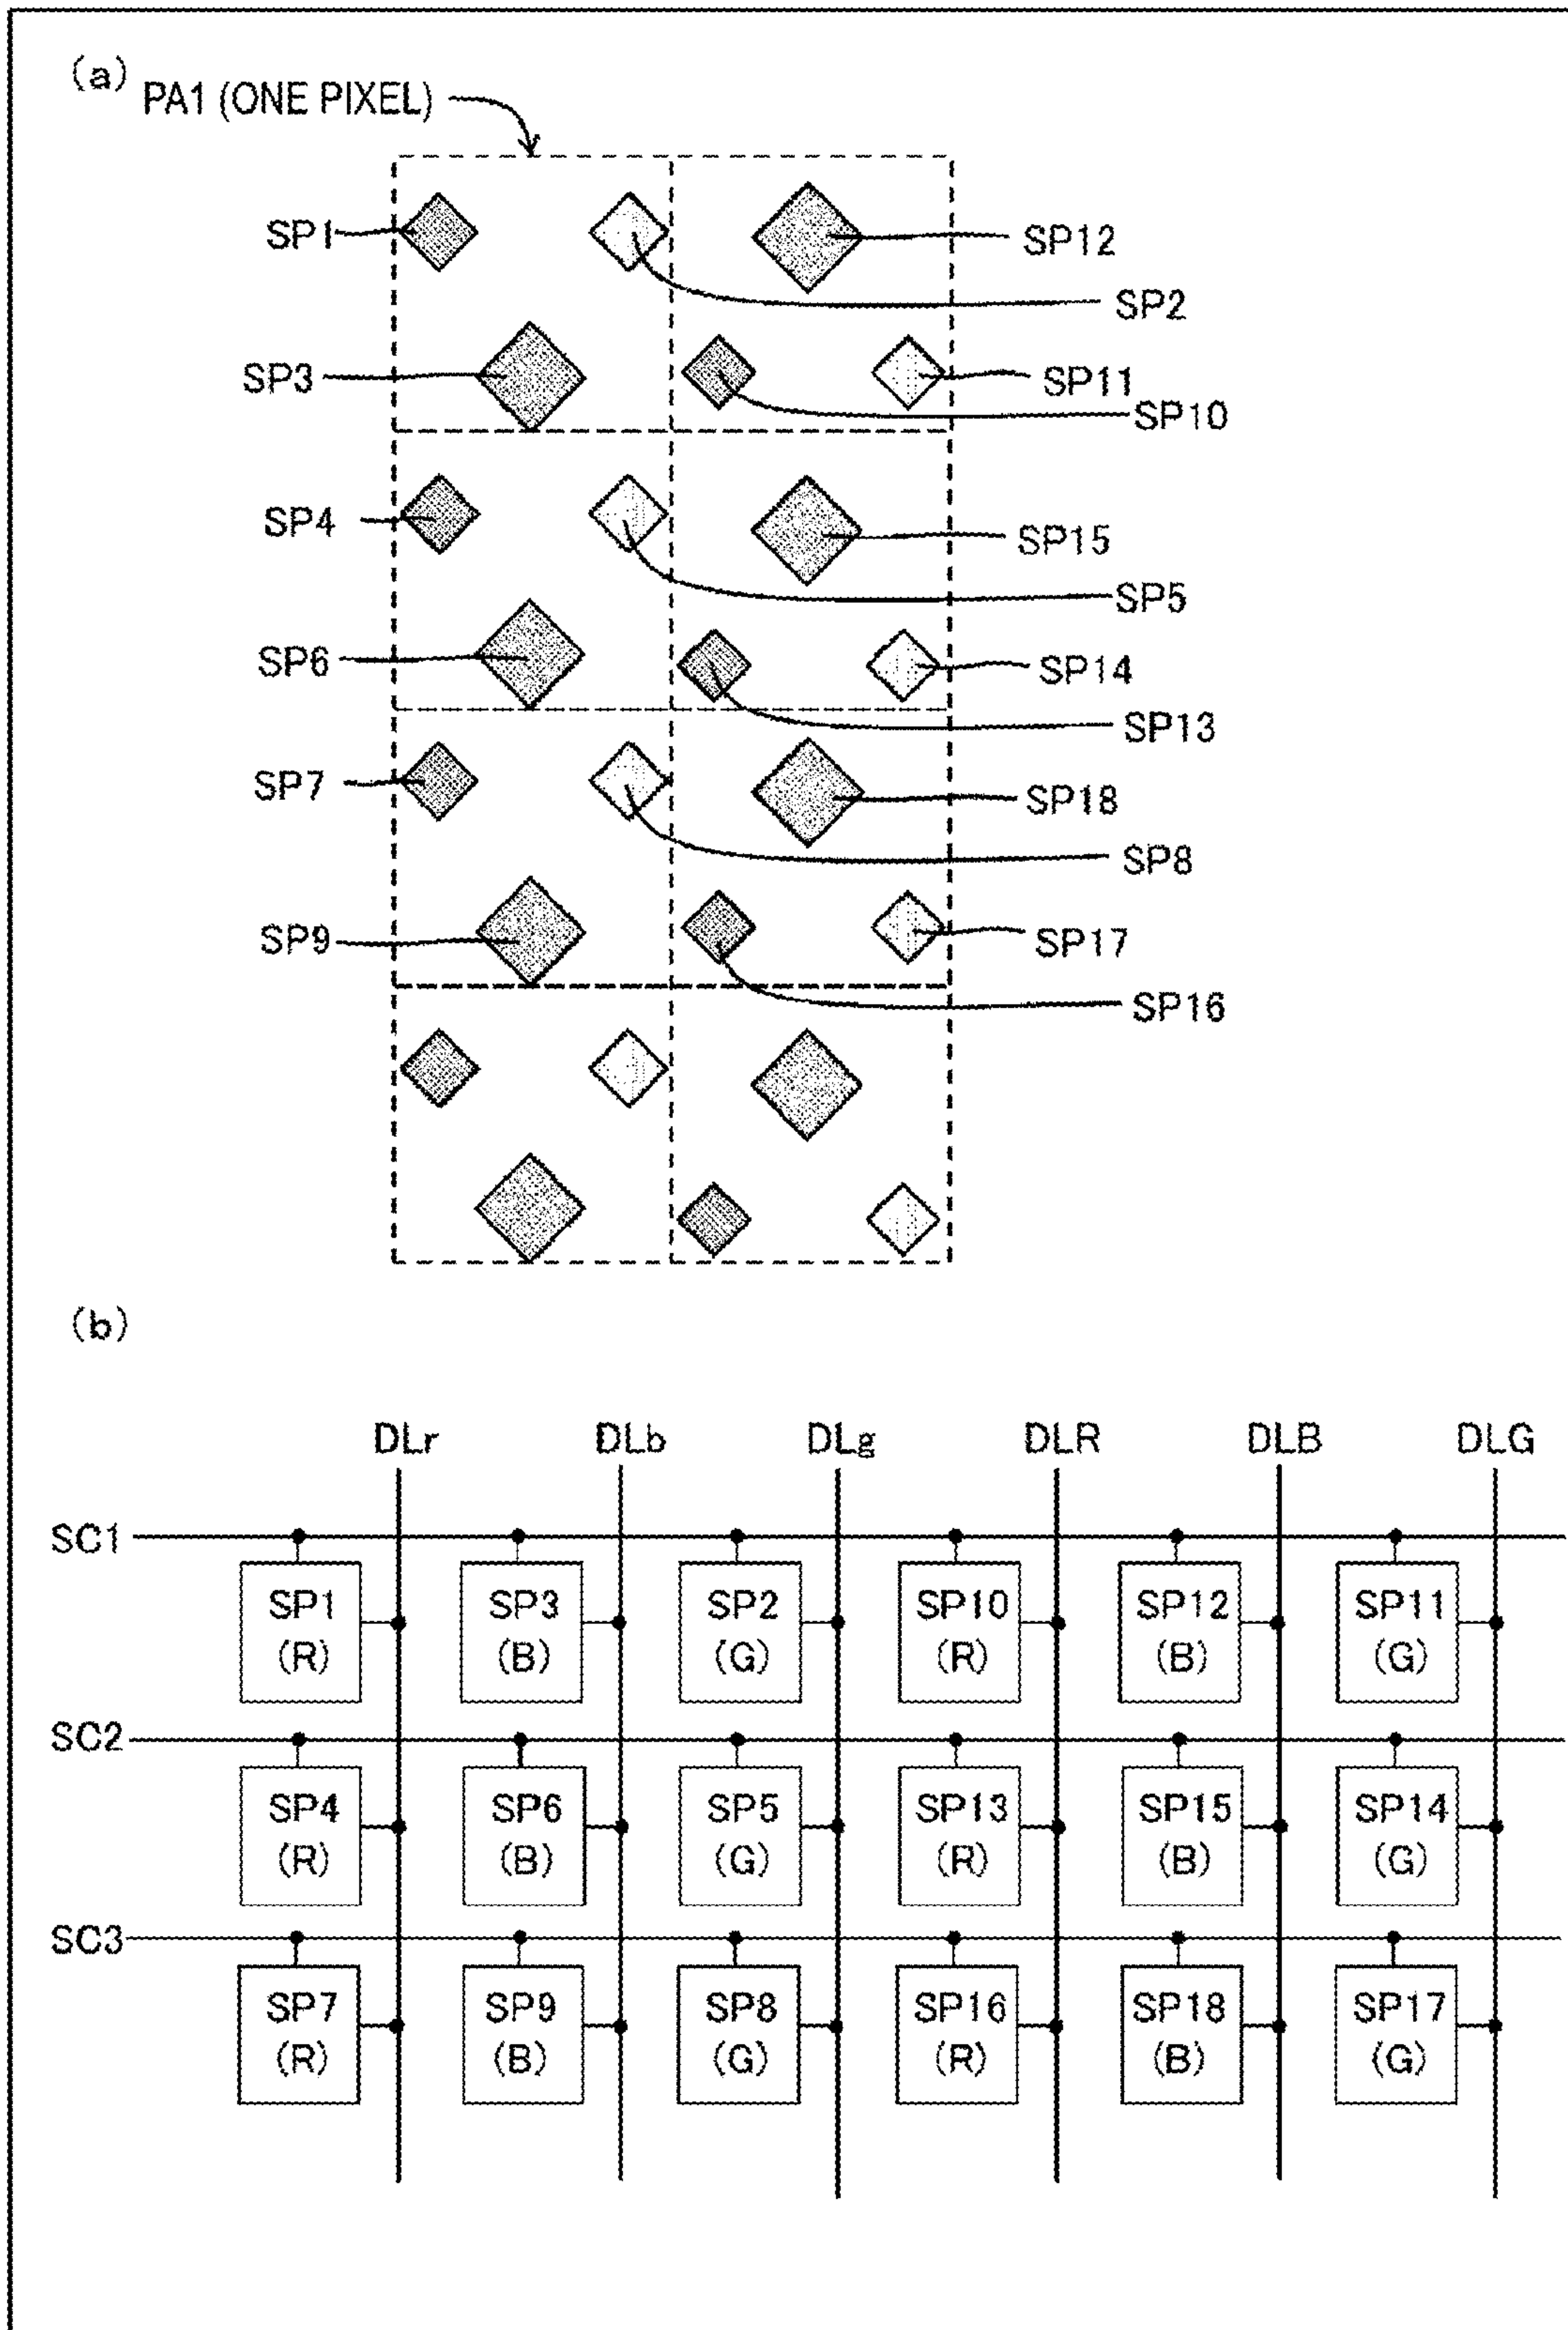 (a)
PA1 (ONE PIXEL)
SP1
SP12
SP2
SP3
SP11
SP10
SP4
SP15
SP5
SP6
SP14
SP13
SP7
SP18
SP8
SP9
SP17
SP16
(b)
DLr DLb DLg DLR DLB DLG
SC1
SP1 SP3 SP2 SP10 SP12 SP11
(R) (B) (G) (R) (B) (G)
SC2
SP4 SP6 SP5 SP13 SP15 SP14
(R) (B) (G) (R) (B) (G)
SC3
SP7 SP9 SP8 SP16 SP18 SP17
(R) (B) (G) (R) (B) (G)